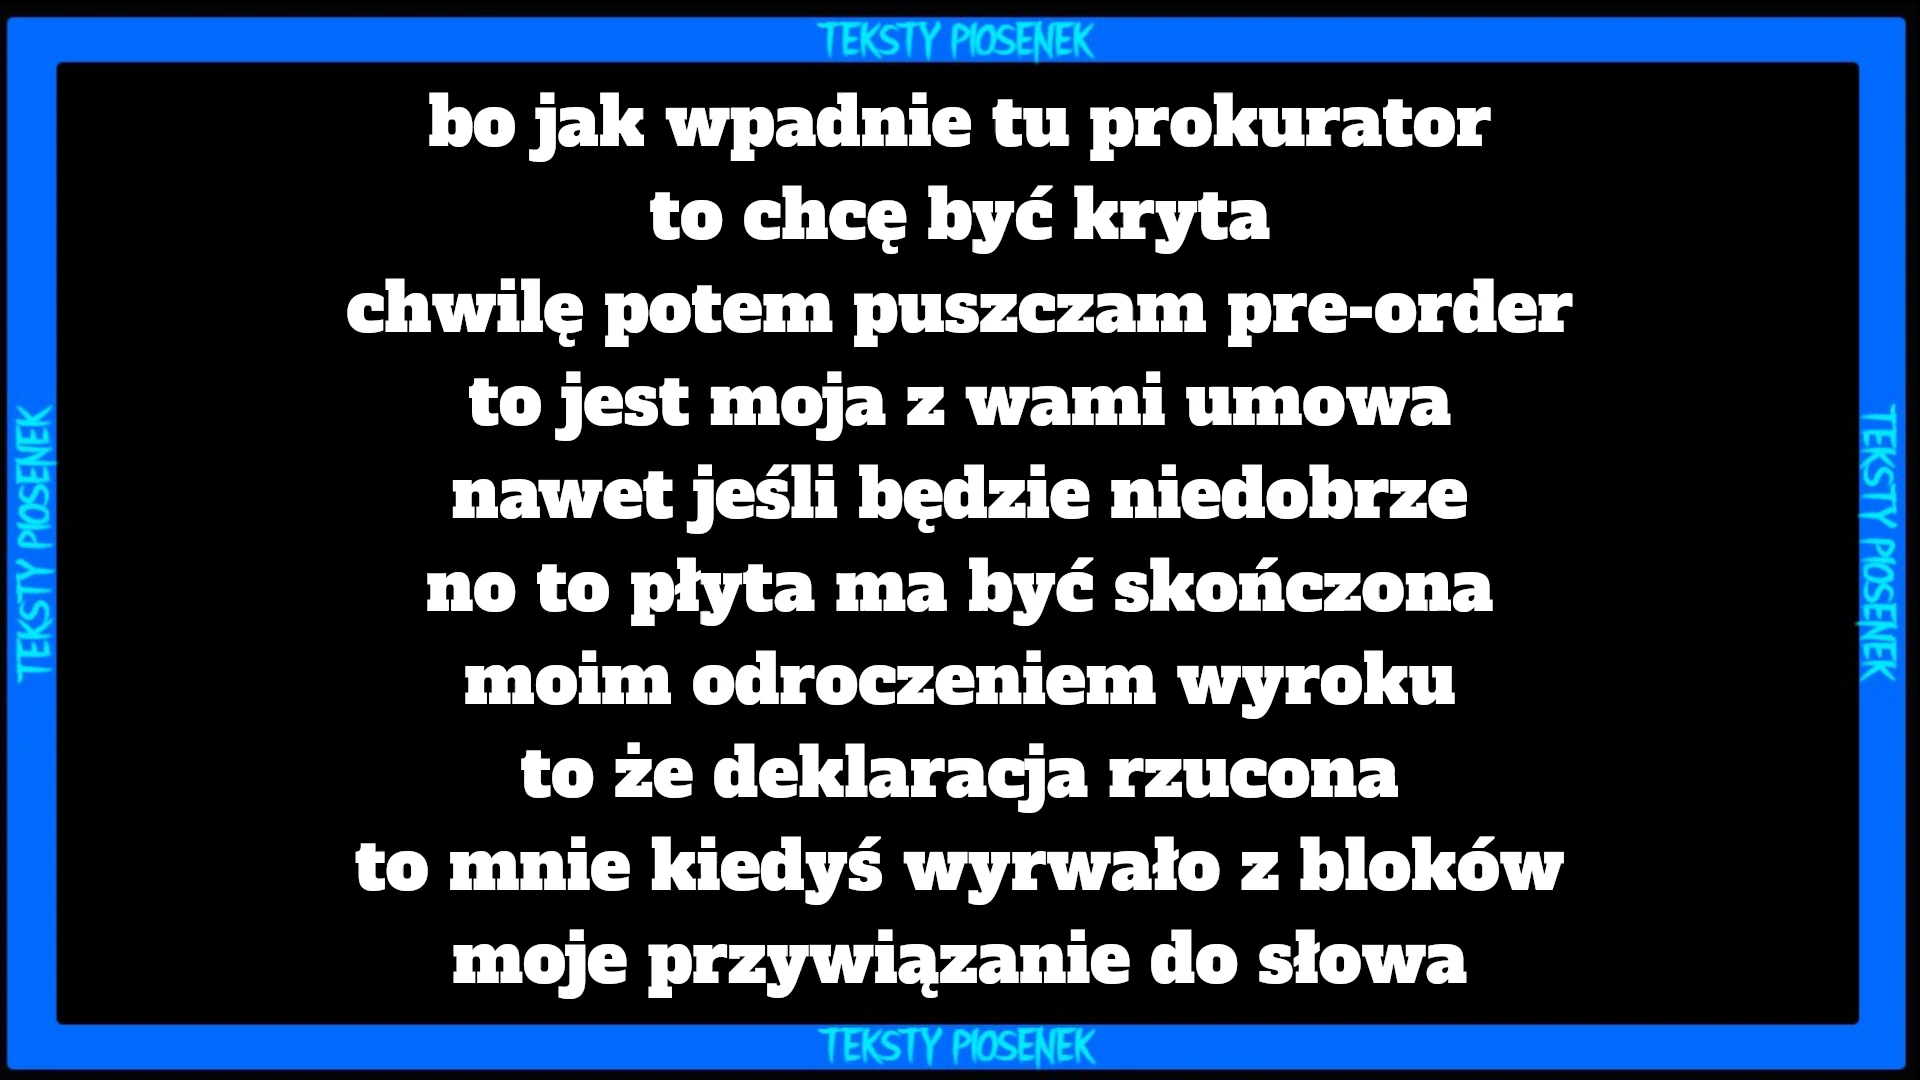 TEKSTY PIOSENEK
bo jak wpadnie tu prokurator
to chcę być kryta
chwilę potem puszczam pre-order
to jest moja z wami umowa
nawet jeśli będzie niedobrze
no to płyta ma być skończona
moim odroczeniem wyroku
to że deklaracja rzucona
to mnie kiedyś wyrwało z bloków
moje przywiązanie do słowa
TEKSTY PIOSENEK
TEKSTY PIOSENEK
TEKSTY PIOSENEK